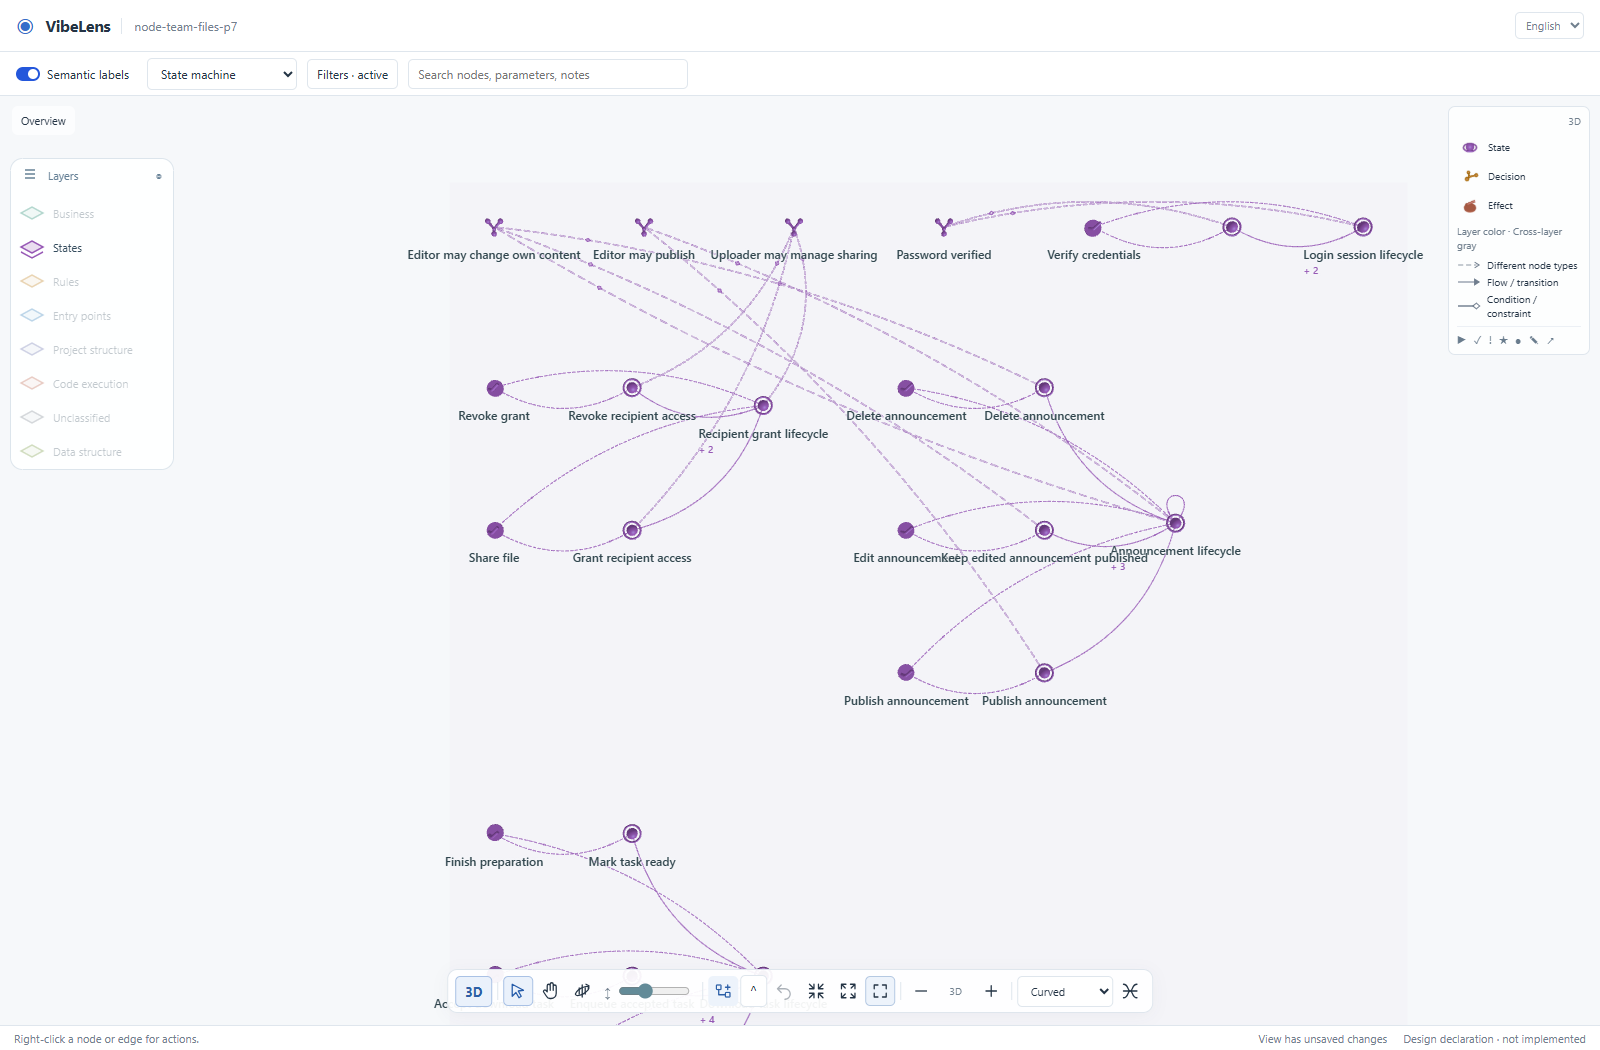 VibeLens
node-team-files-p7
English
Semantic labels
State machine
Filters · active
Search nodes, parameters, notes
Overview
Layers
Business
States
Rules
Entry points
Project structure
Code execution
Unclassified
Data structure
3D
State
Decision
Effect
Layer color · Cross-layer
gray
Different node types
Flow / transition
Condition /
constraint
Editor may change own content
Editor may publish
Uploader may manage sharing
Password verified
Verify credentials
Login session lifecycle
+ 2
Revoke grant
Revoke recipient access
Recipient grant lifecycle
+ 2
Delete announcement
Delete announcement
Share file
Grant recipient access
Edit announcement
Keep edited announcement published
Announcement lifecycle
+ 3
Publish announcement
Publish announcement
Finish preparation
Mark task ready
+ 4
3D
3D
Curved
Right-click a node or edge for actions.
View has unsaved changes
Design declaration · not implemented